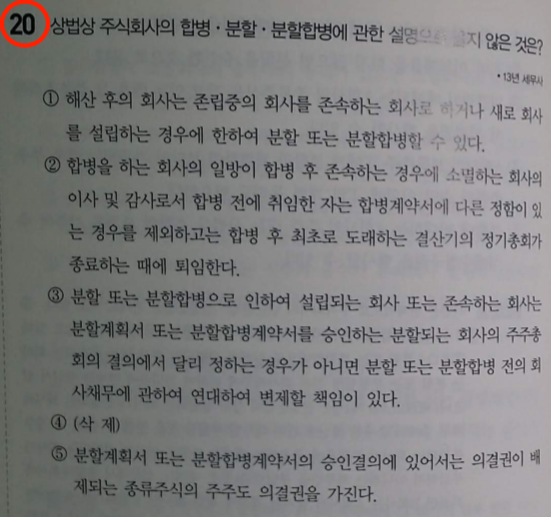 20 상법상 주식회사의 합병·분할·분할합병에 관한 설명으로 옳지 않은 것은?
·13년 세무사
① 해산 후의 회사는 존립중의 회사를 존속하는 회사로 하거나 새로 회사
를 설립하는 경우에 한하여 분할 또는 분할합병할 수 있다.
② 합병을 하는 회사의 일방이 합병 후 존속하는 경우에 소멸하는 회사의
이사 및 감사로서 합병 전에 취임한 자는 합병계약서에 다른 정함이 있
는 경우를 제외하고는 합병 후 최초로 도래하는 결산기의 정기총회가
종료하는 때에 퇴임한다.
③ 분할 또는 분할합병으로 인하여 설립되는 회사 또는 존속하는 회사는
분할계획서 또는 분할합병계약서를 승인하는 분할되는 회사의 주주총
회의 결의에서 달리 정하는 경우가 아니면 분할 또는 분할합병 전의 회
사채무에 관하여 연대하여 변제할 책임이 있다.
④ (삭 제)
⑤ 분할계획서 또는 분할합병계약서의 승인결의에 있어서는 의결권이 배
제되는 종류주식의 주주도 의결권을 가진다.